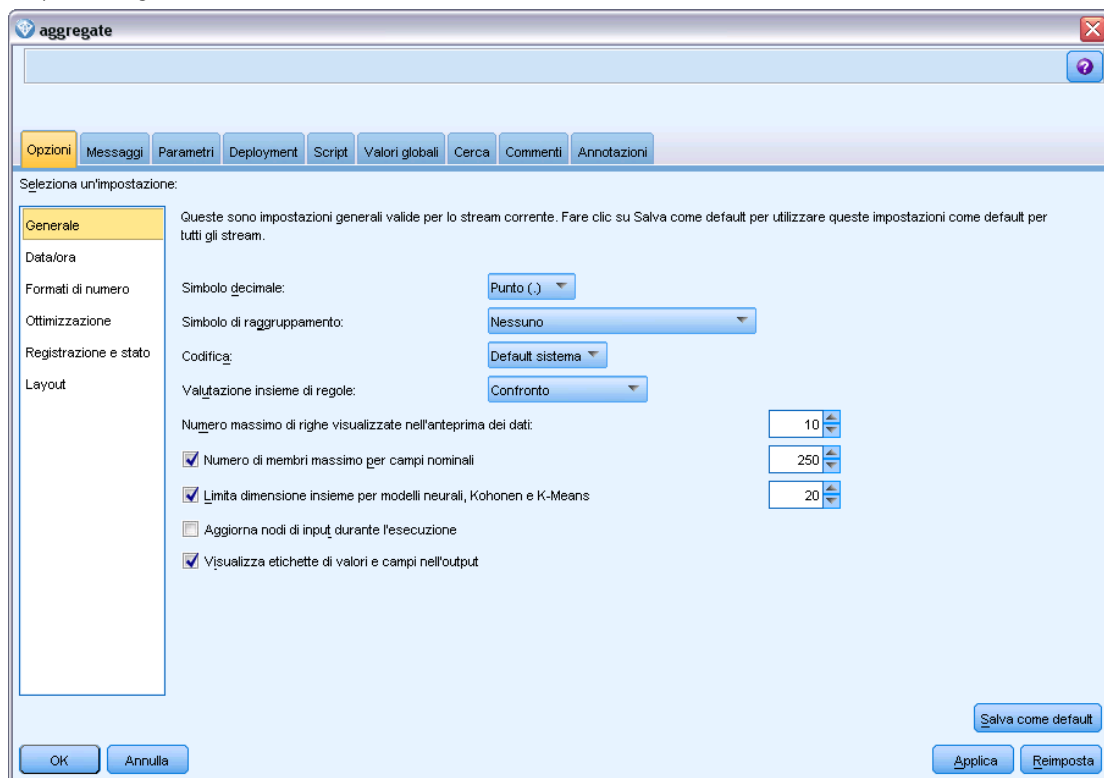 aggregate
Opzioni Messaggi Parametri Deployment Script Valori globali Cerca Commenti Annotazioni
Seleziona un'impostazione:
Generale
Data/ora
Formati di numero
Ottimizzazione
Registrazione e stato
Layout
Queste sono impostazioni generali valide per lo stream corrente. Fare clic su Salva come default per utilizzare queste impostazioni come default per
tutti gli stream.
Simbolo decimale: Punto (.)
Simbolo di raggruppamento: Nessuno
Codifica: Default sistema
Valutazione insieme di regole: Confronto
Numero massimo di righe visualizzate nell'anteprima dei dati: 10
Numero di membri massimo per campi nominali 250
Limita dimensione insieme per modelli neurali, Kohonen e K-Means 20
Aggiorna nodi di input durante l'esecuzione
Visualizza etichette di valori e campi nell'output
Salva come default
OK Annulla Applica Reimposta